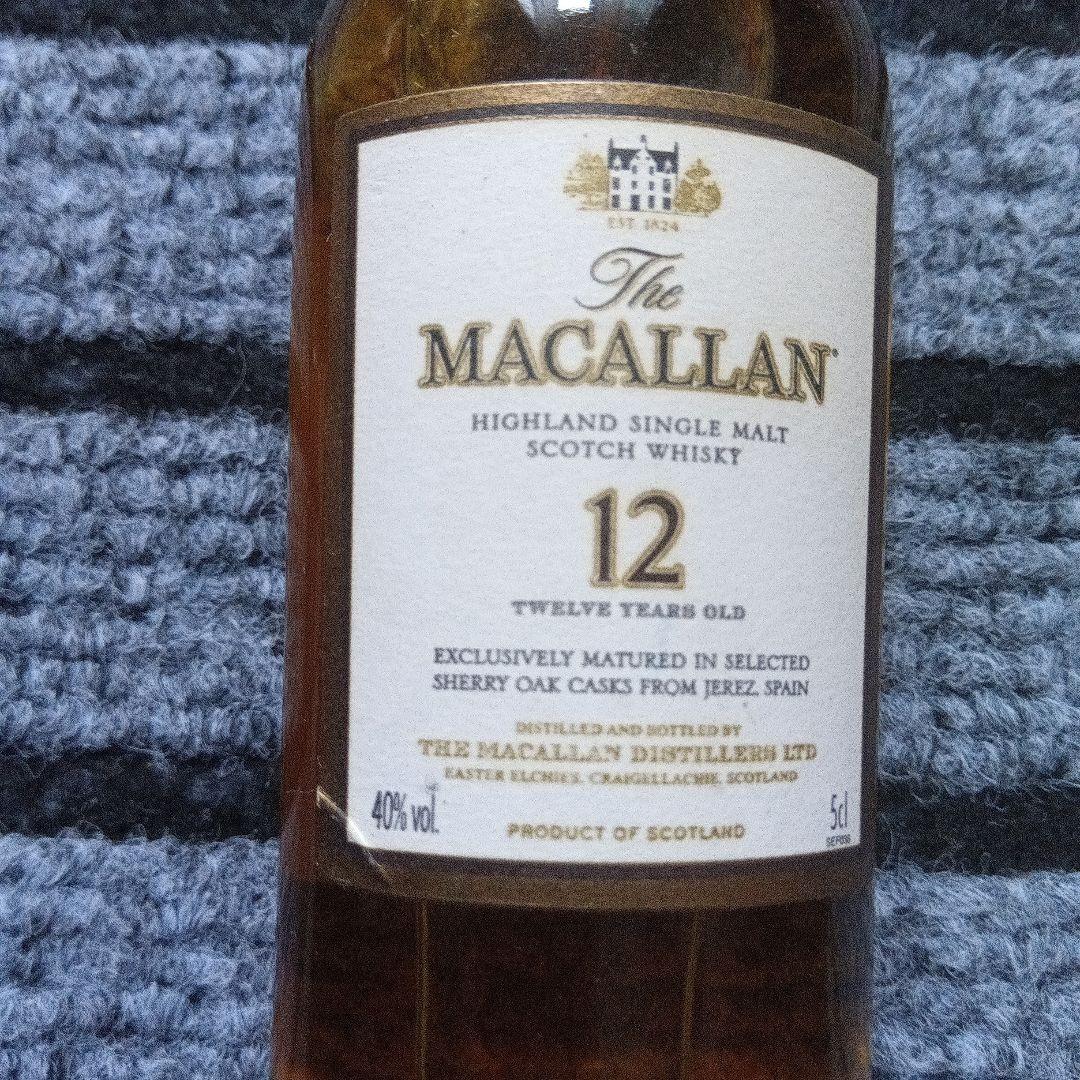 EST. 1824
The
MACALLAN
HIGHLAND SINGLE MALT
SCOTCH WHISKY
12
TWELVE YEARS OLD
EXCLUSIVELY MATURED IN SELECTED
SHERRY OAK CASKS FROM JEREZ, SPAIN
DISTILLED AND BOTTLED BY
THE MACALLAN DISTILLERS LTD
EASTER ELCHIES, CRAIGELLACHIE, SCOTLAND
40% vol.
PRODUCT OF SCOTLAND
5cl